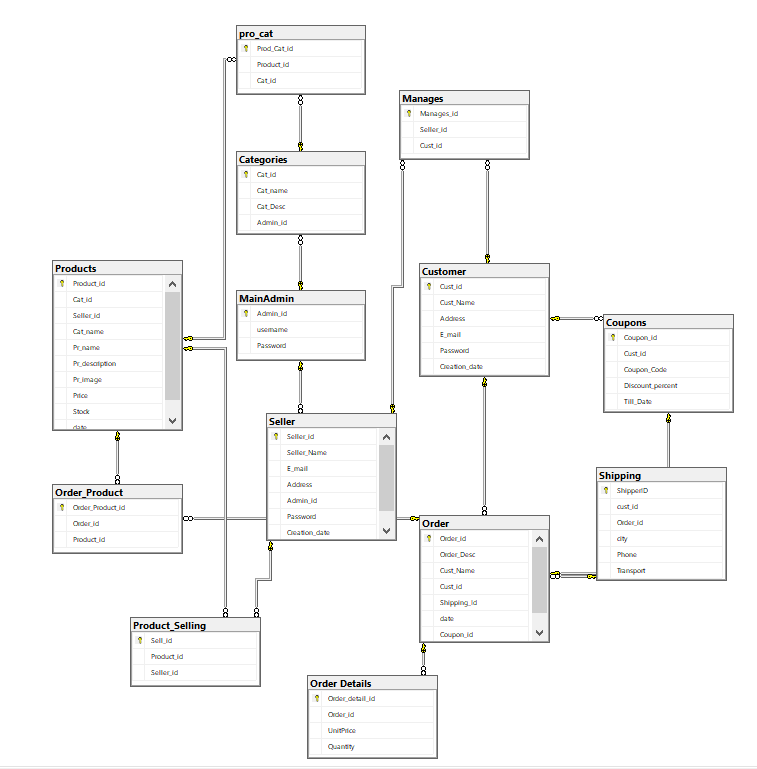 pro_cat
Prod_Cat_id
Product_id
Cat_id
Manages
Manages_id
Seller_id
Cust_id
Categories
Cat_id
Cat_name
Cat_Desc
Admin_id
Products
Product_id
Cat_id
Seller_id
Cat_name
Pr_name
Pr_description
Pr_image
Price
Stock
date
MainAdmin
Admin_id
username
Password
Customer
Cust_id
Cust_Name
Address
E_mail
Password
Creation_date
Coupons
Coupon_id
Cust_id
Coupon_Code
Discount_percent
Till_Date
Seller
Seller_id
Seller_Name
E_mail
Address
Admin_id
Password
Creation_date
Shipping
ShipperID
cust_id
Order_id
city
Phone
Transport
Order_Product
Order_Product_id
Order_id
Product_id
Order
Order_id
Order_Desc
Cust_Name
Cust_id
Shipping_id
date
Coupon_id
Product_Selling
Sell_id
Product_id
Seller_id
Order Details
Order_detail_id
Order_id
UnitPrice
Quantity